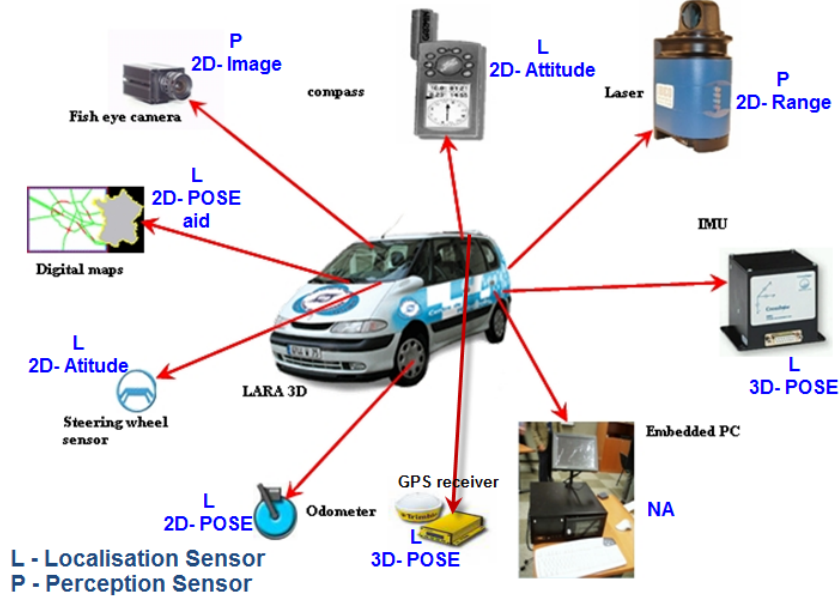 P
2D- Image
Fish eye camera
compass
L
2D- Attitude
Laser
P
2D- Range
L
2D- POSE
aid
Digital maps
IMU
L
3D- POSE
L
2D- Atitude
Steering wheel
sensor
LARA 3D
Embedded PC
NA
L
2D- POSE
Odometer
GPS receiver
Trimble
L
3D- POSE
L - Localisation Sensor
P - Perception Sensor